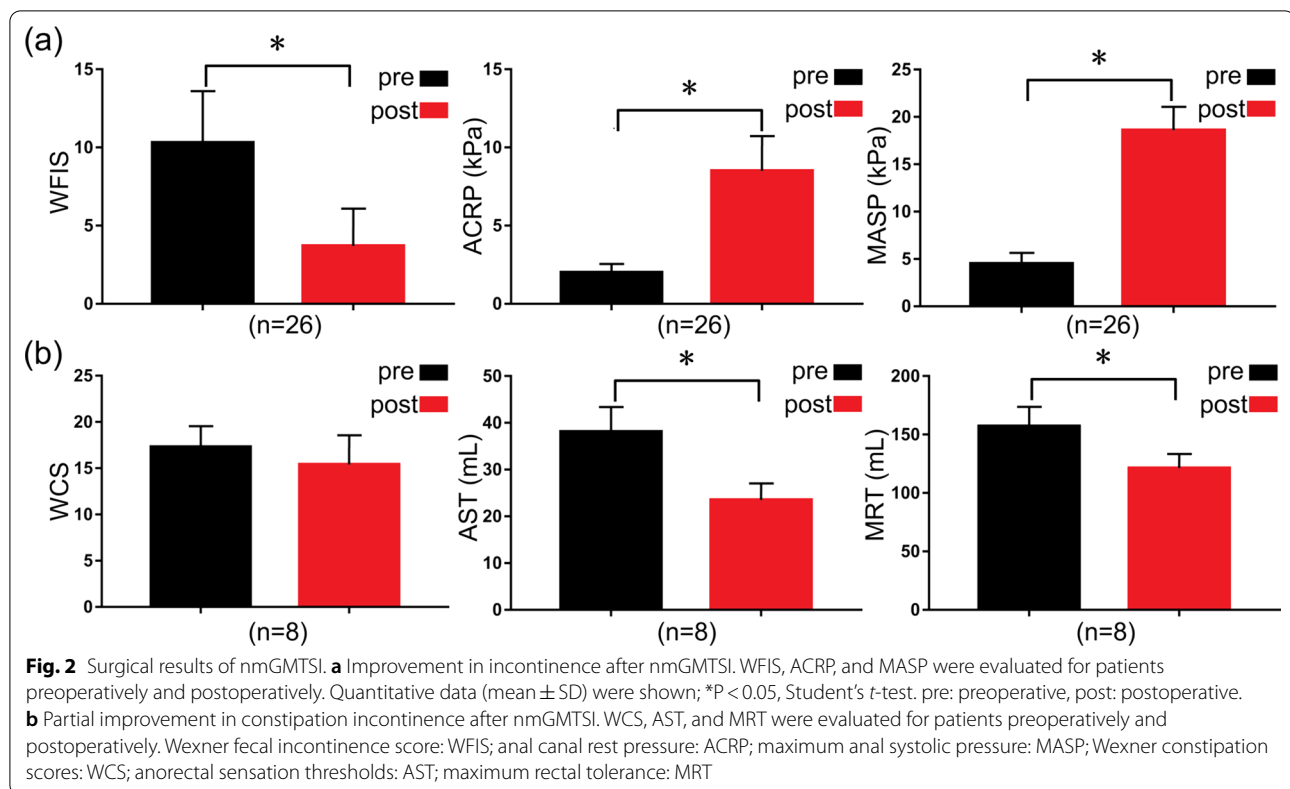 (a)
*
15
10
5
0
WFIS
pre
post
(n=26)
*
15
10
5
0
ACRP (kPa)
pre
post
(n=26)
*
25
20
15
10
5
0
MASP (kPa)
pre
post
(n=26)
(b)
25
20
15
10
5
0
WCS
pre
post
(n=8)
*
50
40
30
20
10
0
AST (mL)
pre
post
(n=8)
*
200
150
100
50
0
MRT (mL)
pre
post
(n=8)
Fig. 2 Surgical results of nmGMTSI. a Improvement in incontinence after nmGMTSI. WFIS, ACRP, and MASP were evaluated for patients
preoperatively and postoperatively. Quantitative data (mean ± SD) were shown; *P < 0.05, Student's t-test. pre: preoperative, post: postoperative.
b Partial improvement in constipation incontinence after nmGMTSI. WCS, AST, and MRT were evaluated for patients preoperatively and
postoperatively. Wexner fecal incontinence score: WFIS; anal canal rest pressure: ACRP; maximum anal systolic pressure: MASP; Wexner constipation
scores: WCS; anorectal sensation thresholds: AST; maximum rectal tolerance: MRT